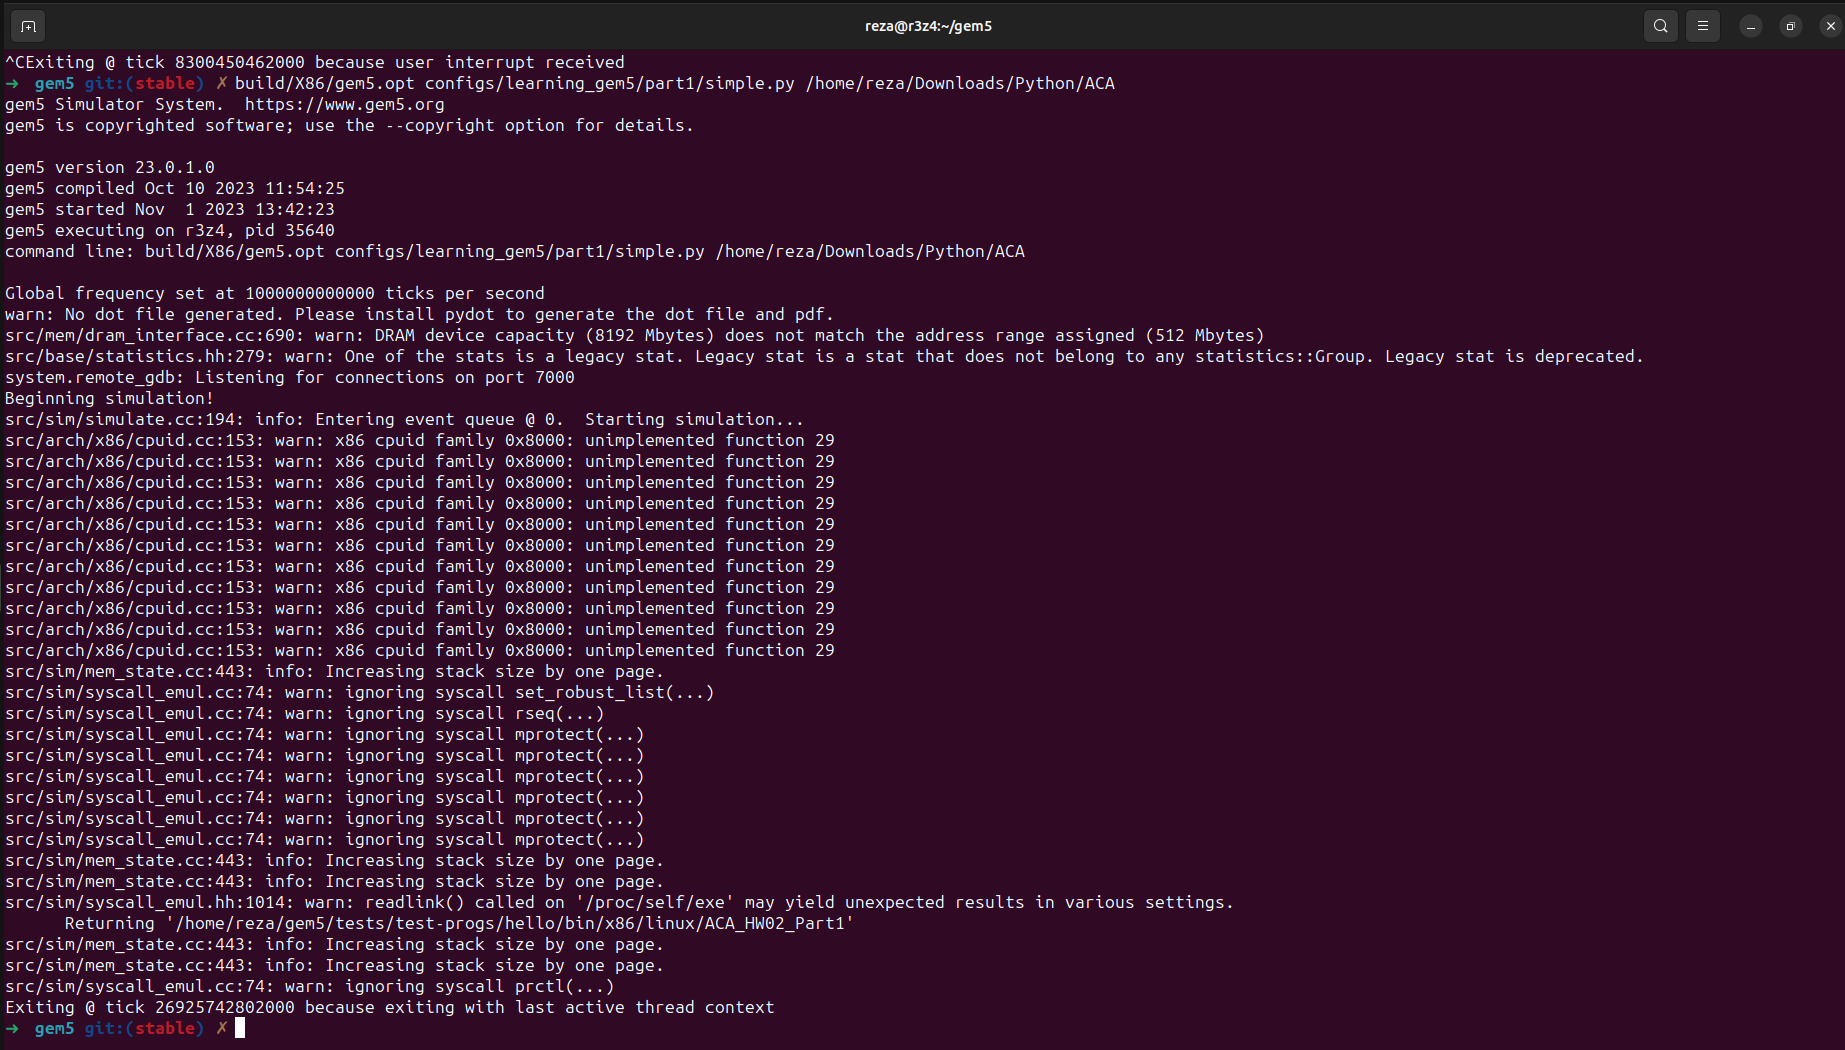 reza@r3z4:~/gem5
^CExiting @ tick 8300450462000 because user interrupt received
➜  gem5 git:(stable) ✗ build/X86/gem5.opt configs/learning_gem5/part1/simple.py /home/reza/Downloads/Python/ACA
gem5 Simulator System.  https://www.gem5.org
gem5 is copyrighted software; use the --copyright option for details.

gem5 version 23.0.1.0
gem5 compiled Oct 10 2023 11:54:25
gem5 started Nov  1 2023 13:42:23
gem5 executing on r3z4, pid 35640
command line: build/X86/gem5.opt configs/learning_gem5/part1/simple.py /home/reza/Downloads/Python/ACA

Global frequency set at 1000000000000 ticks per second
warn: No dot file generated. Please install pydot to generate the dot file and pdf.
src/mem/dram_interface.cc:690: warn: DRAM device capacity (8192 Mbytes) does not match the address range assigned (512 Mbytes)
src/base/statistics.hh:279: warn: One of the stats is a legacy stat. Legacy stat is a stat that does not belong to any statistics::Group. Legacy stat is deprecated.
system.remote_gdb: Listening for connections on port 7000
Beginning simulation!
src/sim/simulate.cc:194: info: Entering event queue @ 0.  Starting simulation...
src/arch/x86/cpuid.cc:153: warn: x86 cpuid family 0x8000: unimplemented function 29
src/arch/x86/cpuid.cc:153: warn: x86 cpuid family 0x8000: unimplemented function 29
src/arch/x86/cpuid.cc:153: warn: x86 cpuid family 0x8000: unimplemented function 29
src/arch/x86/cpuid.cc:153: warn: x86 cpuid family 0x8000: unimplemented function 29
src/arch/x86/cpuid.cc:153: warn: x86 cpuid family 0x8000: unimplemented function 29
src/arch/x86/cpuid.cc:153: warn: x86 cpuid family 0x8000: unimplemented function 29
src/arch/x86/cpuid.cc:153: warn: x86 cpuid family 0x8000: unimplemented function 29
src/arch/x86/cpuid.cc:153: warn: x86 cpuid family 0x8000: unimplemented function 29
src/arch/x86/cpuid.cc:153: warn: x86 cpuid family 0x8000: unimplemented function 29
src/arch/x86/cpuid.cc:153: warn: x86 cpuid family 0x8000: unimplemented function 29
src/arch/x86/cpuid.cc:153: warn: x86 cpuid family 0x8000: unimplemented function 29
src/sim/mem_state.cc:443: info: Increasing stack size by one page.
src/sim/syscall_emul.cc:74: warn: ignoring syscall set_robust_list(...)
src/sim/syscall_emul.cc:74: warn: ignoring syscall rseq(...)
src/sim/syscall_emul.cc:74: warn: ignoring syscall mprotect(...)
src/sim/syscall_emul.cc:74: warn: ignoring syscall mprotect(...)
src/sim/syscall_emul.cc:74: warn: ignoring syscall mprotect(...)
src/sim/syscall_emul.cc:74: warn: ignoring syscall mprotect(...)
src/sim/syscall_emul.cc:74: warn: ignoring syscall mprotect(...)
src/sim/syscall_emul.cc:74: warn: ignoring syscall mprotect(...)
src/sim/mem_state.cc:443: info: Increasing stack size by one page.
src/sim/mem_state.cc:443: info: Increasing stack size by one page.
src/sim/syscall_emul.hh:1014: warn: readlink() called on '/proc/self/exe' may yield unexpected results in various settings.
      Returning '/home/reza/gem5/tests/test-progs/hello/bin/x86/linux/ACA_HW02_Part1'
src/sim/mem_state.cc:443: info: Increasing stack size by one page.
src/sim/mem_state.cc:443: info: Increasing stack size by one page.
src/sim/syscall_emul.cc:74: warn: ignoring syscall prctl(...)
Exiting @ tick 26925742802000 because exiting with last active thread context
➜  gem5 git:(stable) ✗